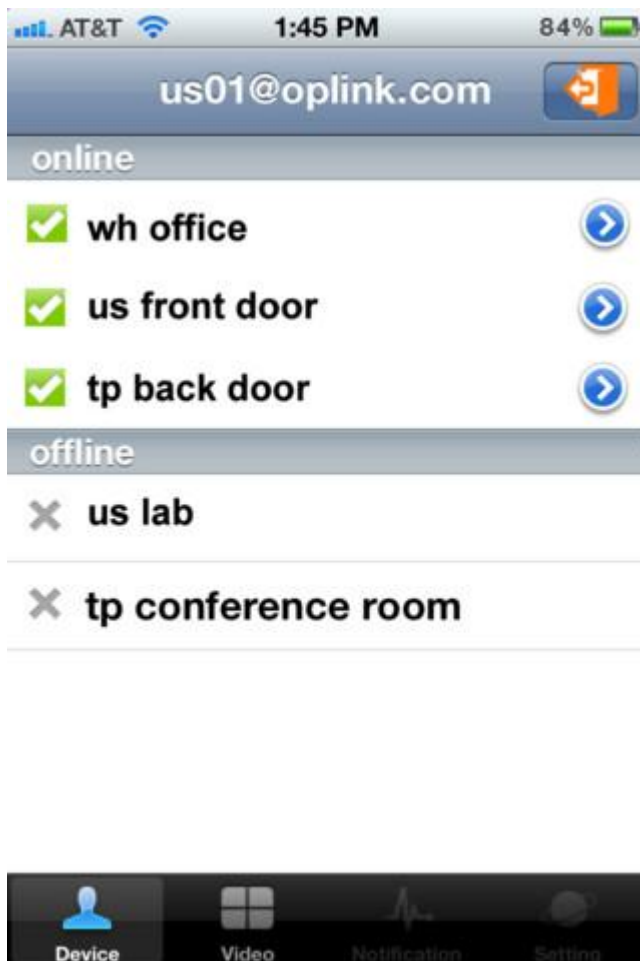 AT&T 1:45 PM 84%
us01@oplink.com
online
wh office
us front door
tp back door
offline
us lab
tp conference room
Device Video Notification Setting